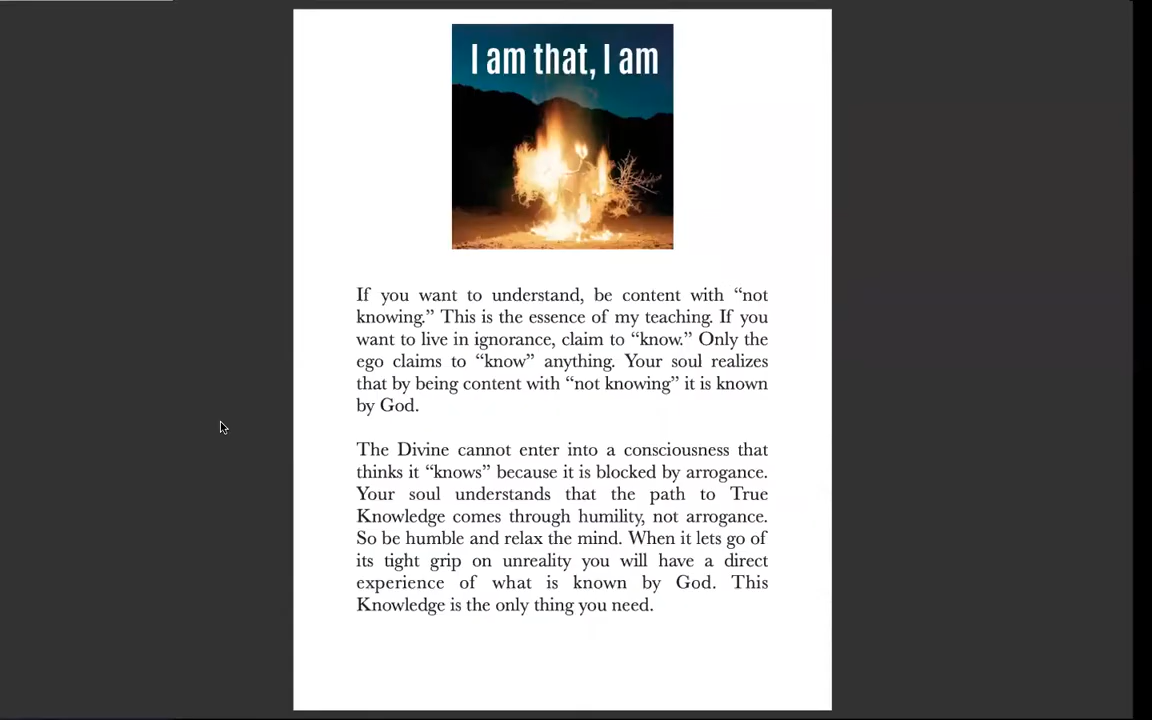 I am that, I am
If you want to understand, be content with “not
knowing.” This is the essence of my teaching. If you
want to live in ignorance, claim to “know.” Only the
ego claims to “know” anything. Your soul realizes
that by being content with “not knowing” it is known
by God.
The Divine cannot enter into a consciousness that
thinks it “knows” because it is blocked by arrogance.
Your soul understands that the path to True
Knowledge comes through humility, not arrogance.
So be humble and relax the mind. When it lets go of
its tight grip on unreality you will have a direct
experience of what is known by God. This
Knowledge is the only thing you need.